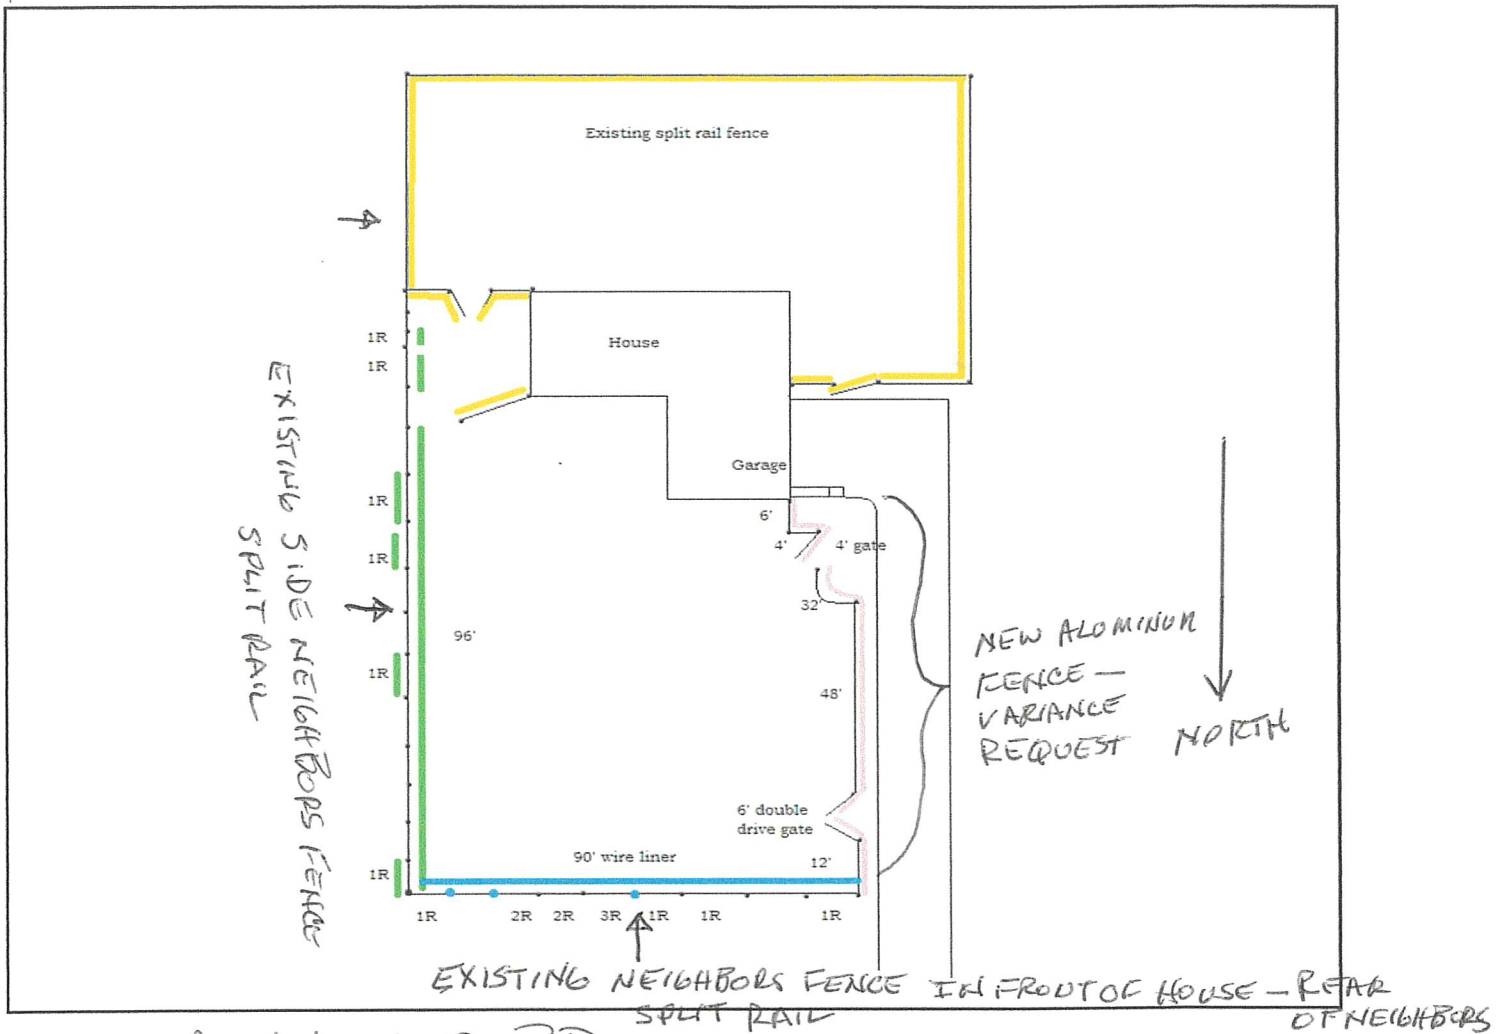 Existing split rail fence
1R
House
1R
Garage
1R
6'
4'
4' gate
1R
32'
96'
1R
48'
6' double
drive gate
90' wire liner
12'
1R
1R
2R
2R
3R
1R
1R
1R
EXISTING SIDE NEIGHBORS FENCE
SPLIT RAIL
NEW ALUMINUM
FENCE —
VARIANCE
REQUEST
NORTH
EXISTING NEIGHBORS FENCE IN FRONT OF HOUSE — REAR
SPLIT RAIL
OF NEIGHBORS